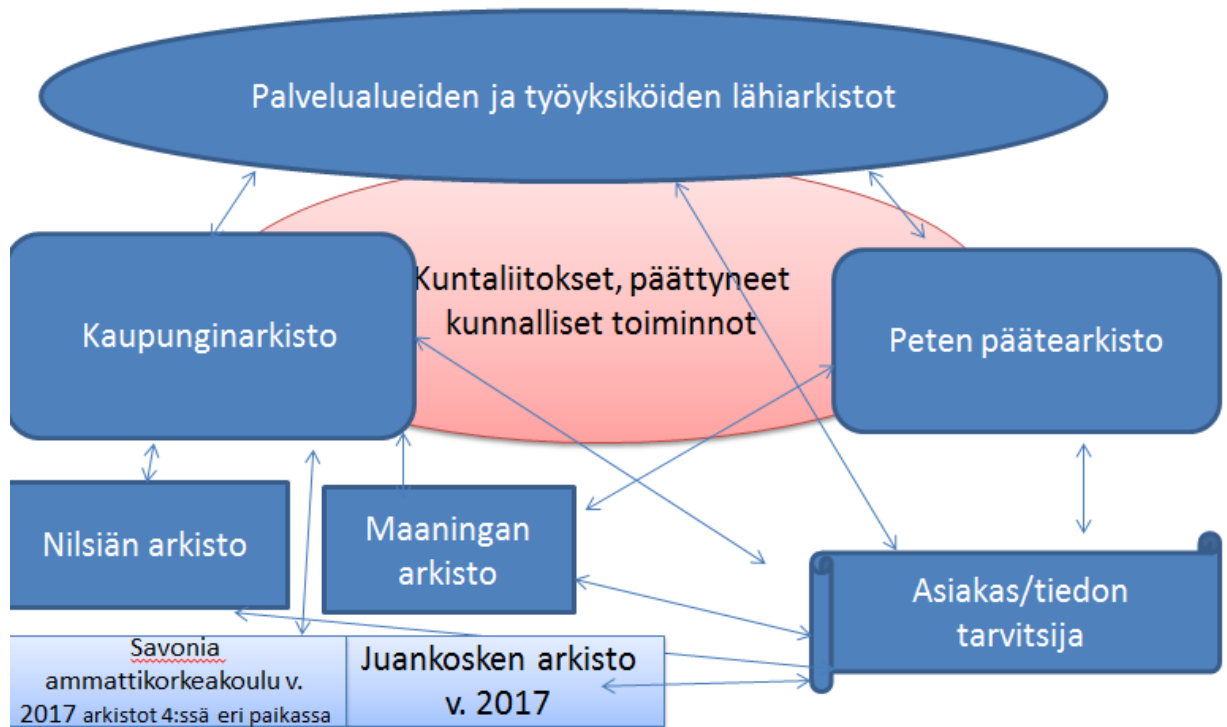 Palvelualueiden ja työyksiköiden lähiarkistot
Kuntaliitokset, päättyneet
kunnalliset toiminnot
Kaupunginarkisto
Peten päätearkisto
Nilsiän arkisto
Maaningan
arkisto
Asiakas/tiedon
tarvitsija
Savonia
ammattikorkeakoulu v.
2017 arkistot 4:ssä eri paikassa
Juankosken arkisto
v. 2017